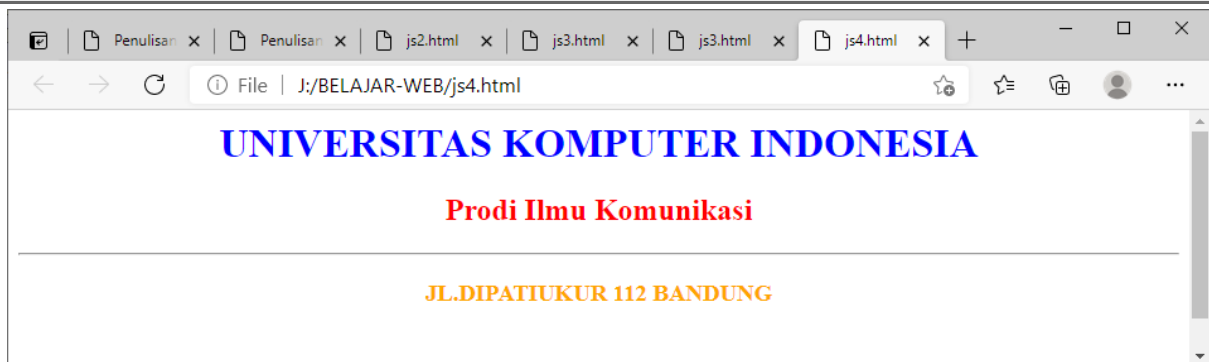 Penulisan
Penulisan
js2.html
js3.html
js3.html
js4.html
File | J:/BELAJAR-WEB/js4.html
UNIVERSITAS KOMPUTER INDONESIA
Prodi Ilmu Komunikasi
JL.DIPATIUKUR 112 BANDUNG